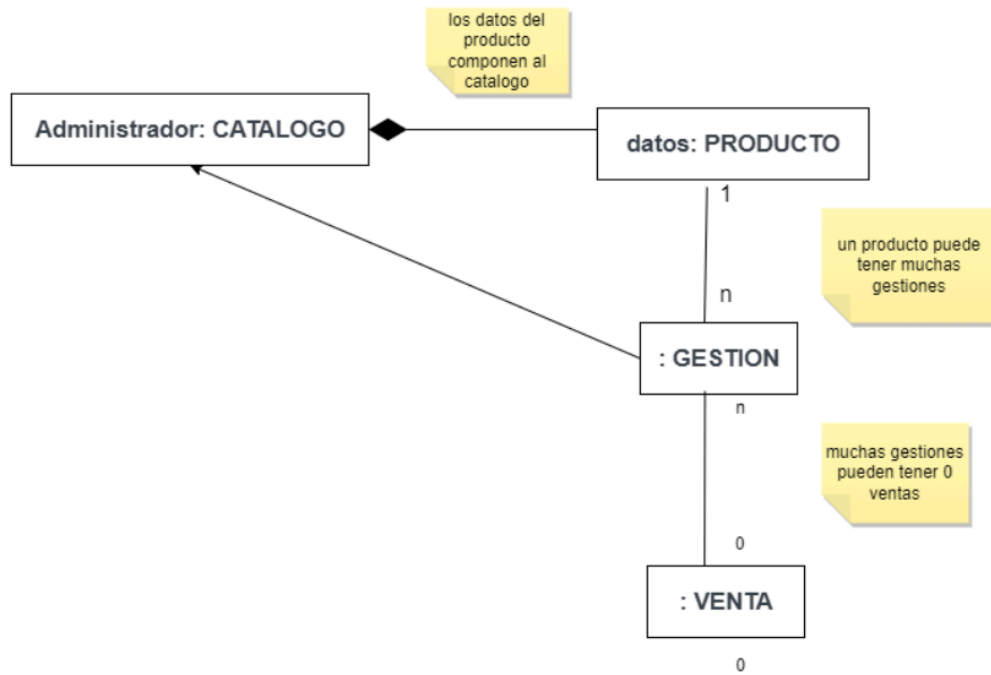 los datos del
producto
componen al
catalogo
Administrador: CATALOGO
datos: PRODUCTO
1
un producto puede
tener muchas
gestiones
n
: GESTION
n
muchas gestiones
pueden tener 0
ventas
0
: VENTA
0